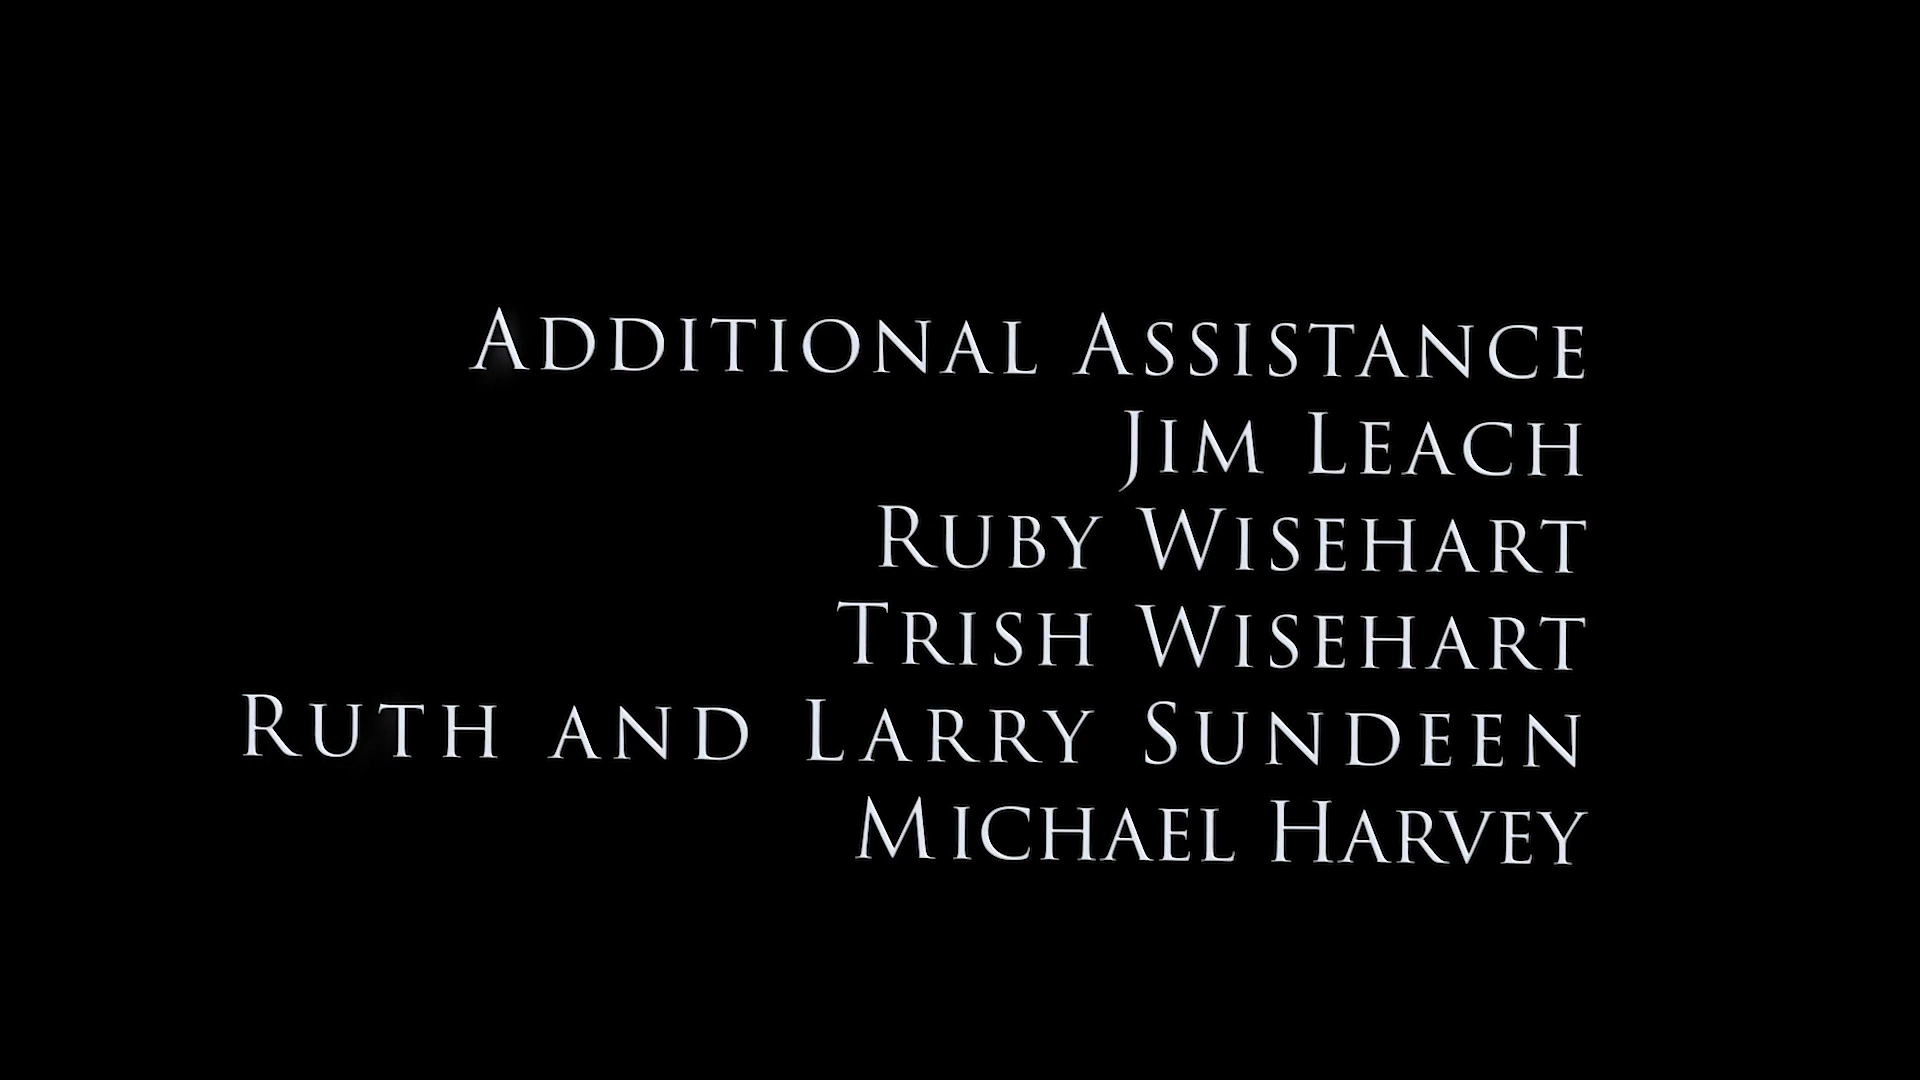 Additional Assistance
Jim Leach
Ruby Wisehart
Trish Wisehart
Ruth and Larry Sundeen
Michael Harvey